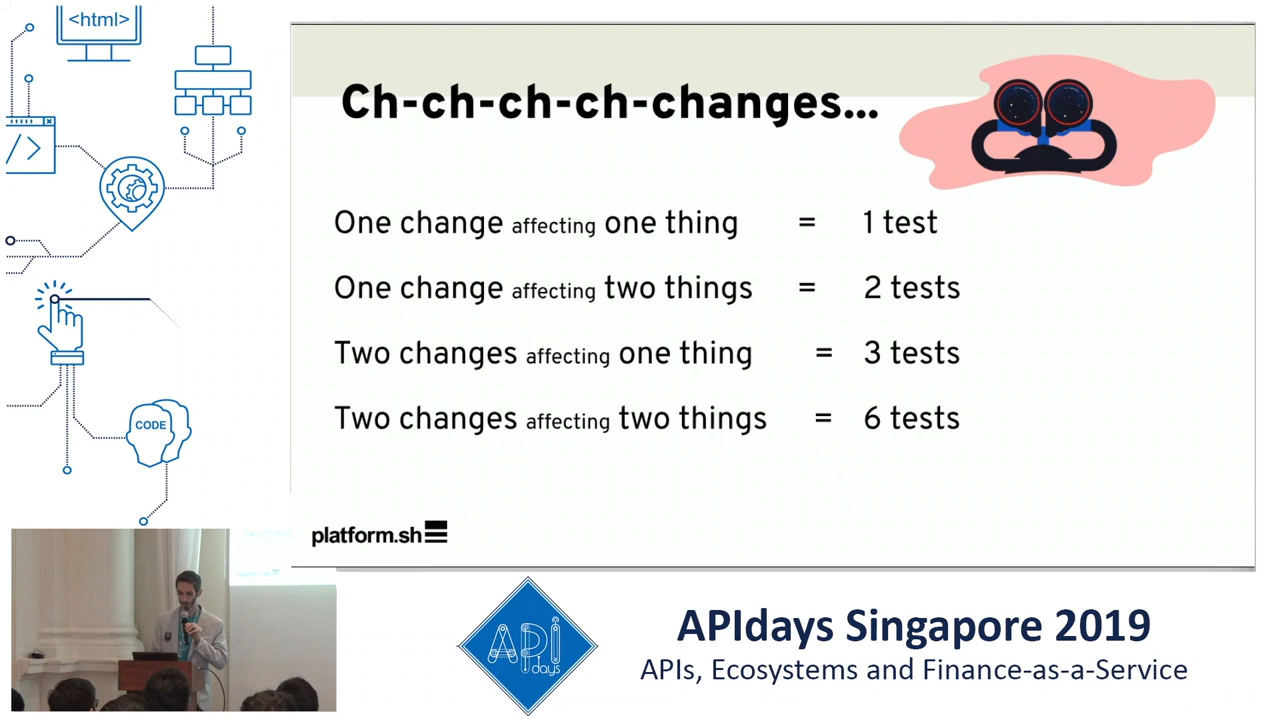 <html>
</>
CODE
Ch-ch-ch-ch-changes...
One change affecting one thing = 1 test
One change affecting two things = 2 tests
Two changes affecting one thing = 3 tests
Two changes affecting two things = 6 tests
platform.sh
API days
APIdays Singapore 2019
APIs, Ecosystems and Finance-as-a-Service